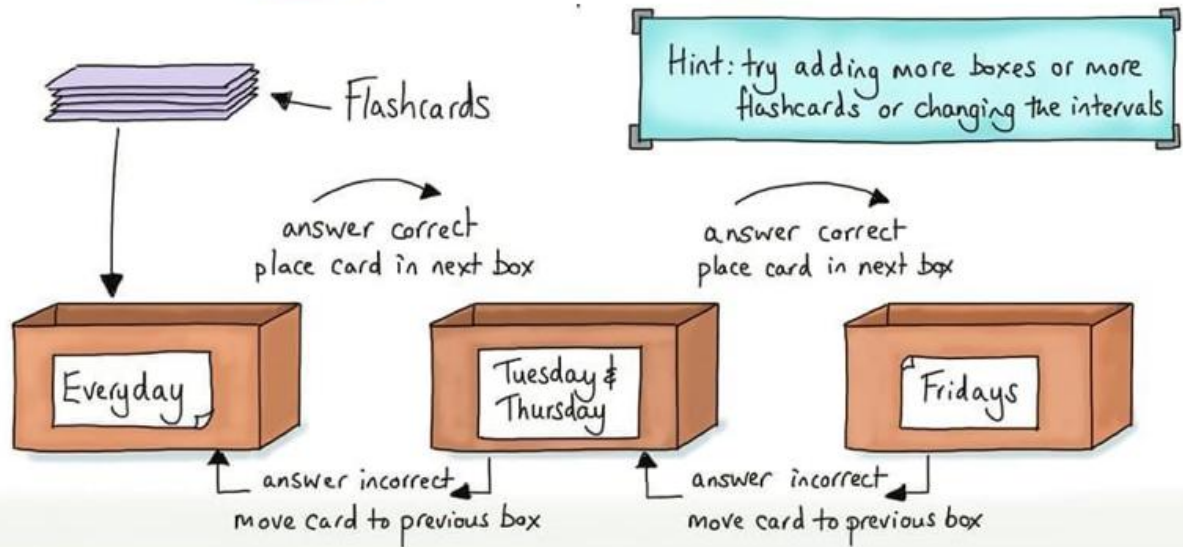 Flashcards
Hint: try adding more boxes or more
flashcards or changing the intervals
answer correct
place card in next box
answer correct
place card in next box
Everyday
Tuesday &
Thursday
Fridays
answer incorrect
move card to previous box
answer incorrect
move card to previous box